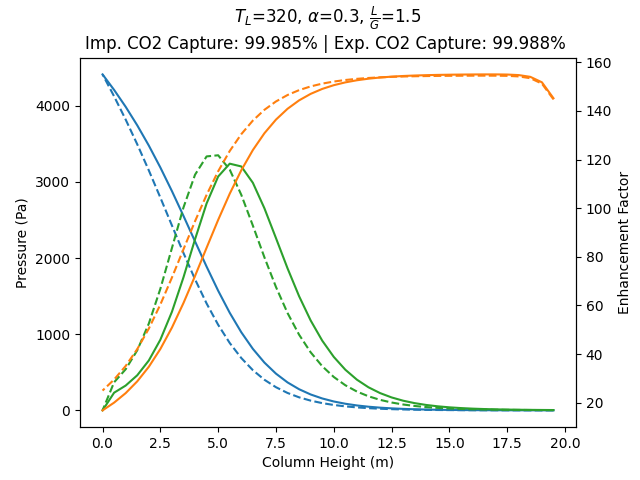 T_L=320, α=0.3, L/G=1.5
Imp. CO2 Capture: 99.985% | Exp. CO2 Capture: 99.988%
160
4000
140
120
3000
100
2000
80
60
1000
40
20
0
Pressure (Pa)
Enhancement Factor
0.0 2.5 5.0 7.5 10.0 12.5 15.0 17.5 20.0
Column Height (m)